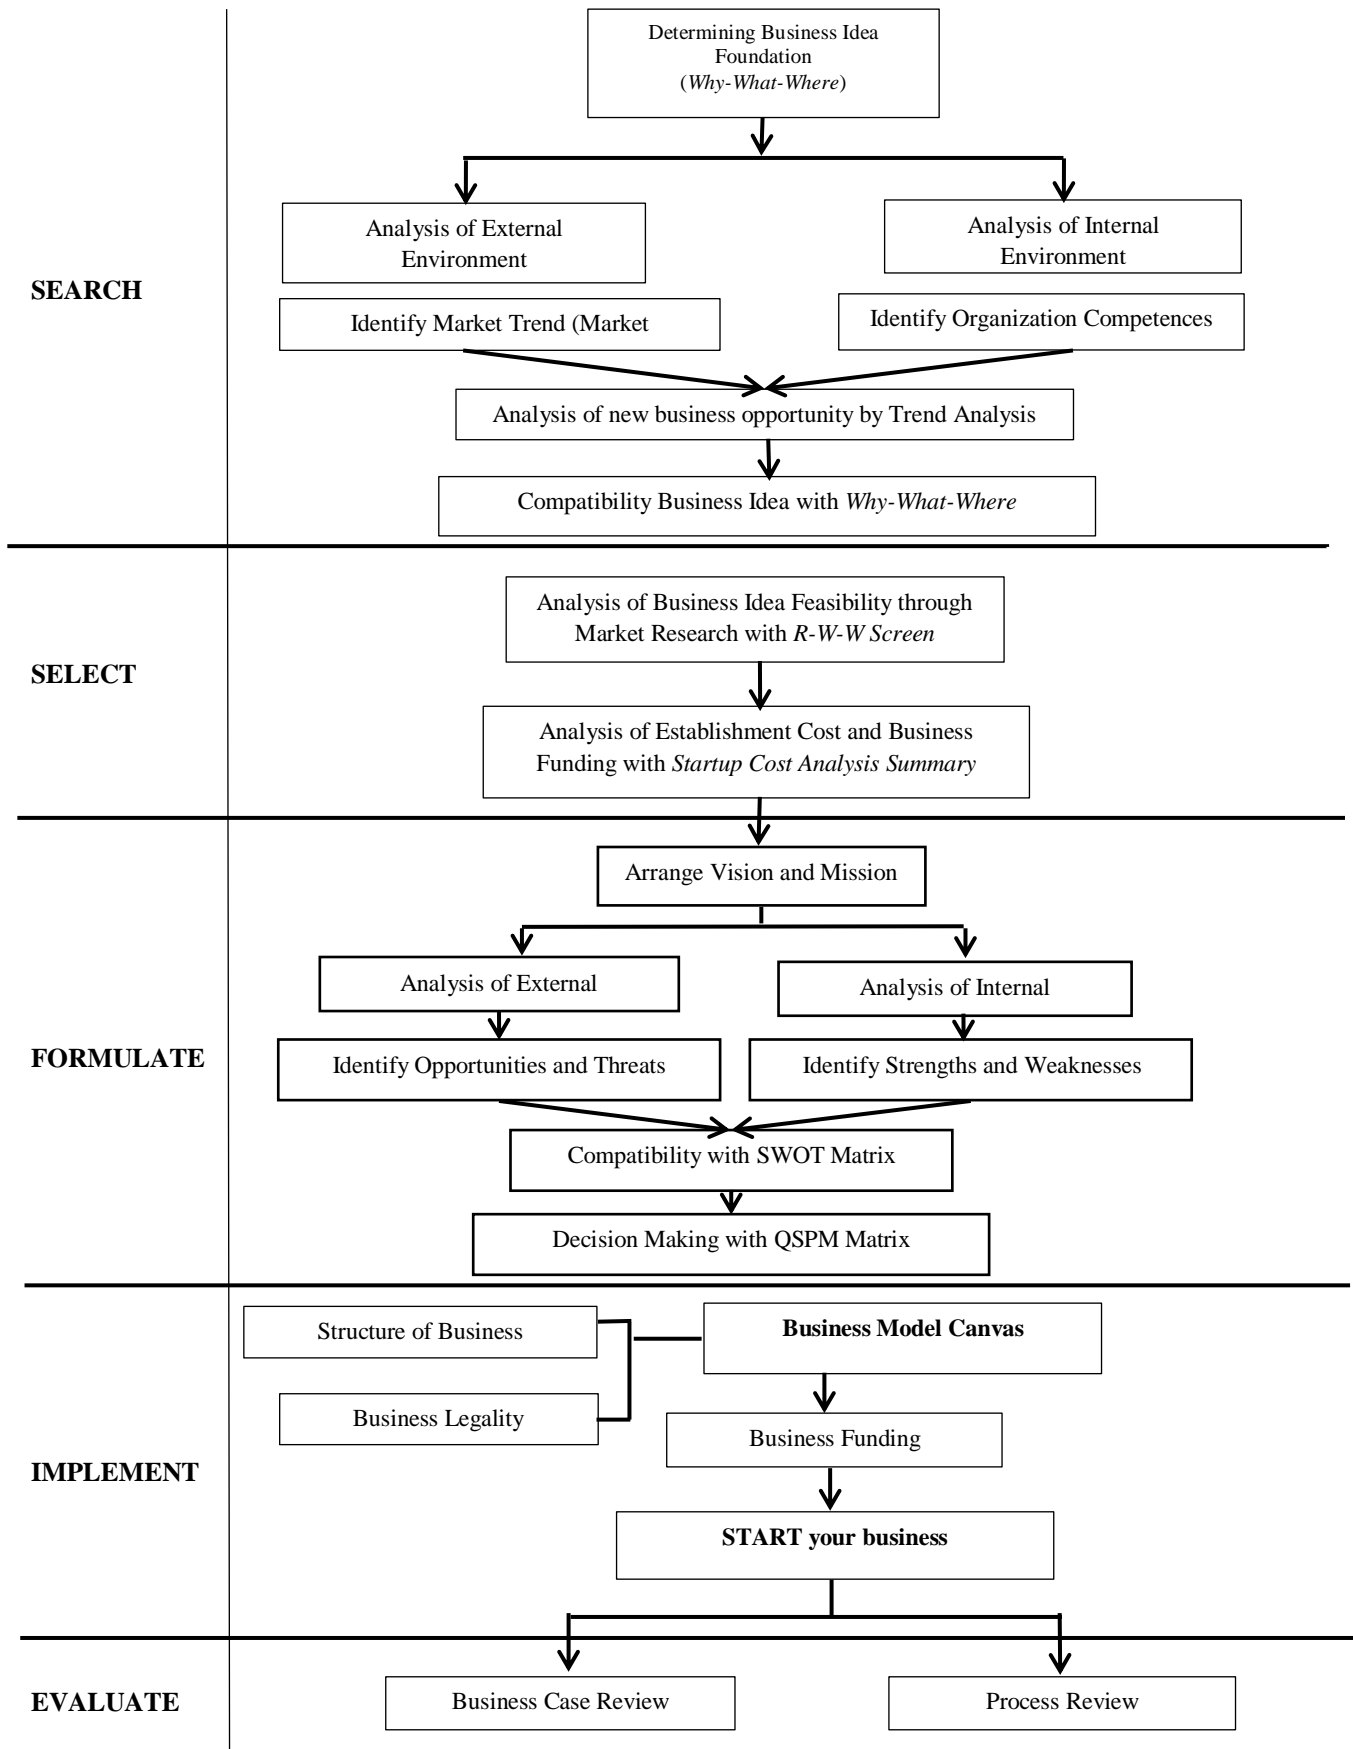 Determining Business Idea
Foundation
(Why-What-Where)
Analysis of External
Environment
Analysis of Internal
Environment
SEARCH
Identify Market Trend (Market
Identify Organization Competences
Analysis of new business opportunity by Trend Analysis
Compatibility Business Idea with Why-What-Where
Analysis of Business Idea Feasibility through
Market Research with R-W-W Screen
SELECT
Analysis of Establishment Cost and Business
Funding with Startup Cost Analysis Summary
Arrange Vision and Mission
Analysis of External
Analysis of Internal
FORMULATE
Identify Opportunities and Threats
Identify Strengths and Weaknesses
Compatibility with SWOT Matrix
Decision Making with QSPM Matrix
Structure of Business
Business Model Canvas
Business Legality
Business Funding
IMPLEMENT
START your business
EVALUATE
Business Case Review
Process Review